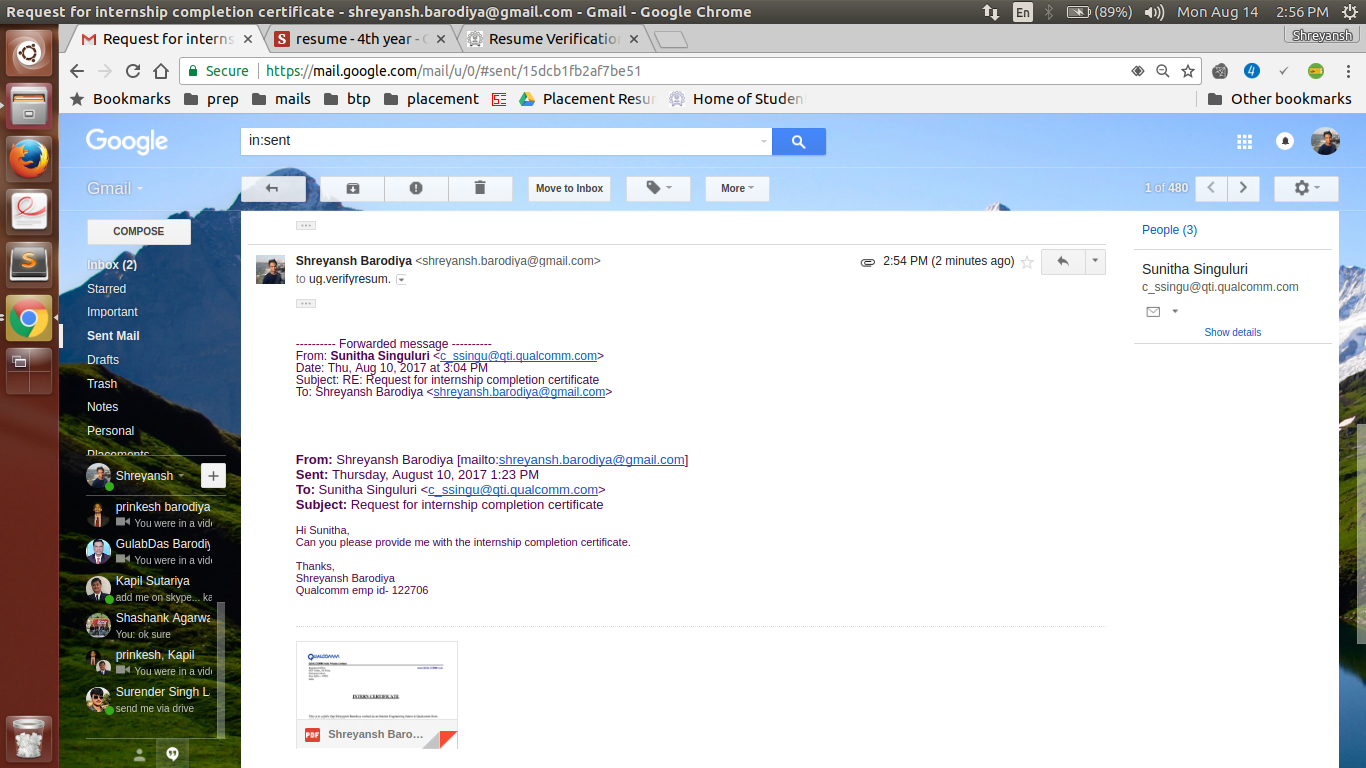 Request for internship completion certificate - shreyansh.barodiya@gmail.com - Gmail - Google Chrome
En (89%) Mon Aug 14 2:56 PM
Request for interns
resume - 4th year -
Resume Verificatio
Shreyansh
Secure https://mail.google.com/mail/u/0/#sent/15dcb1fb2af7be51
Bookmarks prep mails btp placement Placement Resu Home of Studen Other bookmarks
Google
in:sent
Gmail
Move to Inbox
More
1 of 480
COMPOSE
Inbox (2)
Starred
Important
Sent Mail
Drafts
Trash
Notes
Personal
Placements
Shreyansh
prinkesh barodiya
You were in a vide
GulabDas Barodiy
You were in a vide
Kapil Sutariya
add me on skype... ka
Shashank Agarwa
You: ok sure
prinkesh, Kapil
You were in a vide
Surender Singh L
send me via drive
Shreyansh Barodiya <shreyansh.barodiya@gmail.com>
2:54 PM (2 minutes ago)
to ug.verifyresum.
---------- Forwarded message ----------
From: Sunitha Singuluri <c_ssingu@qti.qualcomm.com>
Date: Thu, Aug 10, 2017 at 3:04 PM
Subject: RE: Request for internship completion certificate
To: Shreyansh Barodiya <shreyansh.barodiya@gmail.com>
From: Shreyansh Barodiya [mailto:shreyansh.barodiya@gmail.com]
Sent: Thursday, August 10, 2017 1:23 PM
To: Sunitha Singuluri <c_ssingu@qti.qualcomm.com>
Subject: Request for internship completion certificate
Hi Sunitha,
Can you please provide me with the internship completion certificate.
Thanks,
Shreyansh Barodiya
Qualcomm emp id- 122706
QUALCOMM
INTERN CERTIFICATE
PDF Shreyansh Baro...
People (3)
Sunitha Singuluri
c_ssingu@qti.qualcomm.com
Show details